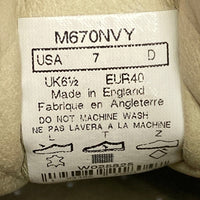 M670NVY
USA 7 D
UK6½ EUR40
Made in England
Fabrique en Angleterre
DO NOT MACHINE WASH
NE PAS LAVERA A LA MACHINE
L T Z